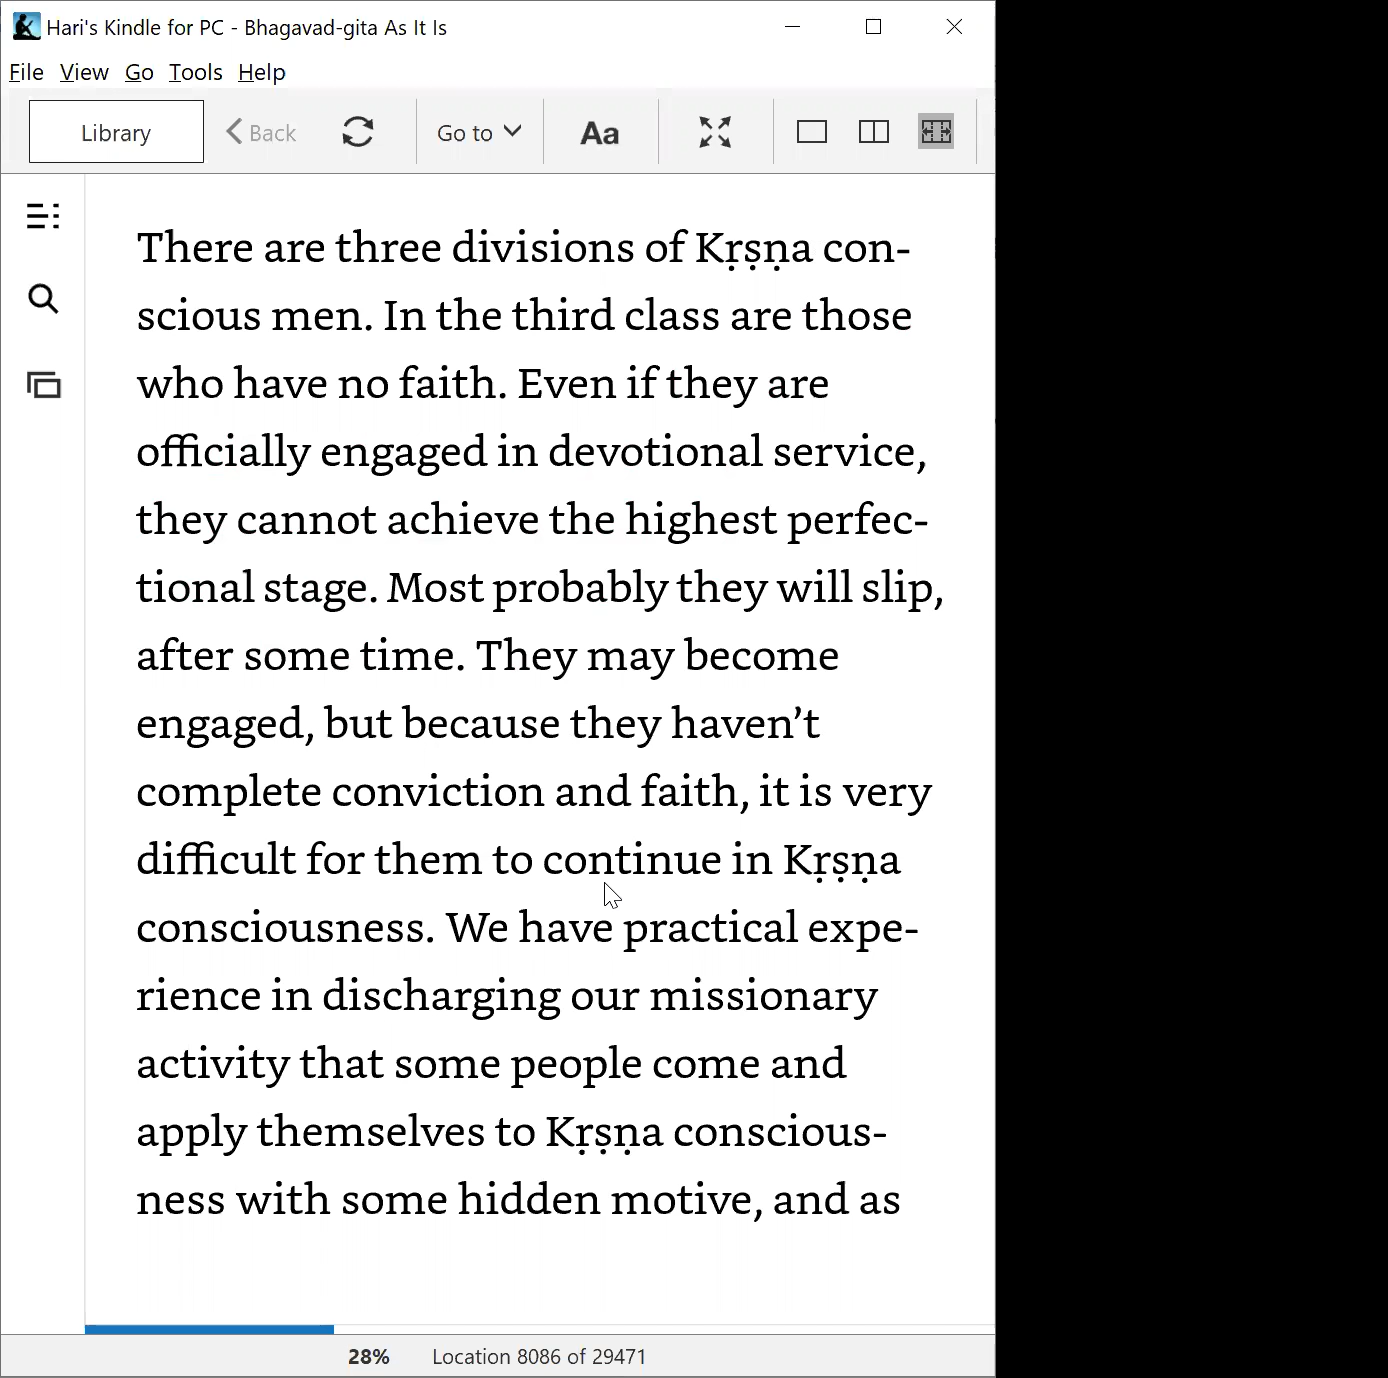 Hari's Kindle for PC - Bhagavad-gita As It Is
File View Go Tools Help
Library Back Go to Aa
There are three divisions of Kṛṣṇa con-
scious men. In the third class are those
who have no faith. Even if they are
officially engaged in devotional service,
they cannot achieve the highest perfec-
tional stage. Most probably they will slip,
after some time. They may become
engaged, but because they haven’t
complete conviction and faith, it is very
difficult for them to continue in Kṛṣṇa
consciousness. We have practical expe-
rience in discharging our missionary
activity that some people come and
apply themselves to Kṛṣṇa conscious-
ness with some hidden motive, and as
28% Location 8086 of 29471